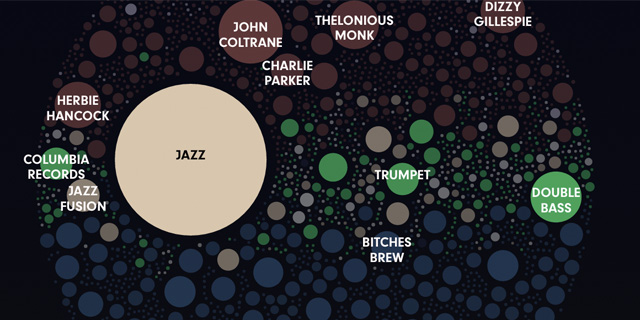 JOHN
COLTRANE
THELONIOUS
MONK
DIZZY
GILLESPIE
CHARLIE
PARKER
HERBIE
HANCOCK
JAZZ
COLUMBIA
RECORDS
JAZZ
FUSION
TRUMPET
DOUBLE
BASS
BITCHES
BREW